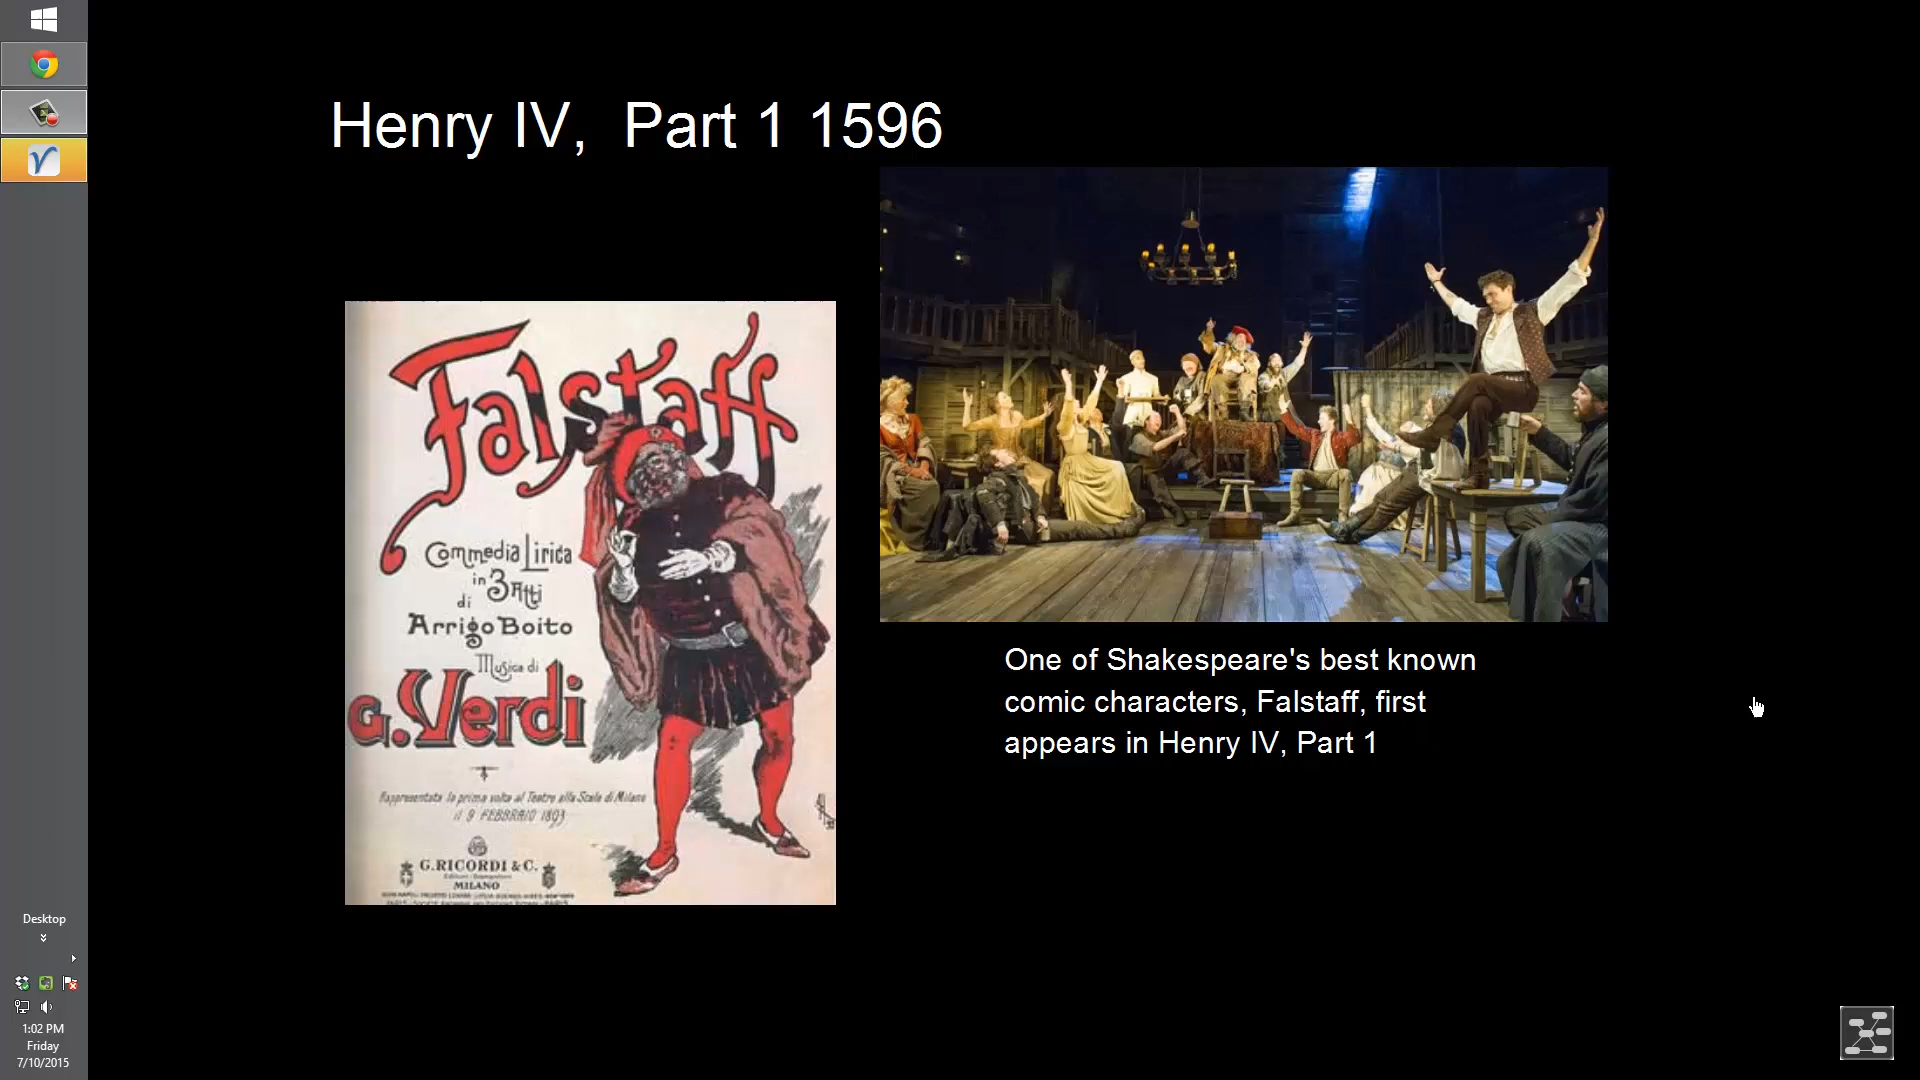 Henry IV, Part 1 1596
Falstaff
Commedia Lirica
in 3 Atti
di
Arrigo Boito
Musica di
G. Verdi
Rappresentata la prima volta al Teatro alla Scala di Milano
il 9 FEBBRAIO 1893
G. RICORDI & C.
MILANO
One of Shakespeare's best known
comic characters, Falstaff, first
appears in Henry IV, Part 1
Desktop
1:02 PM
Friday
7/10/2015